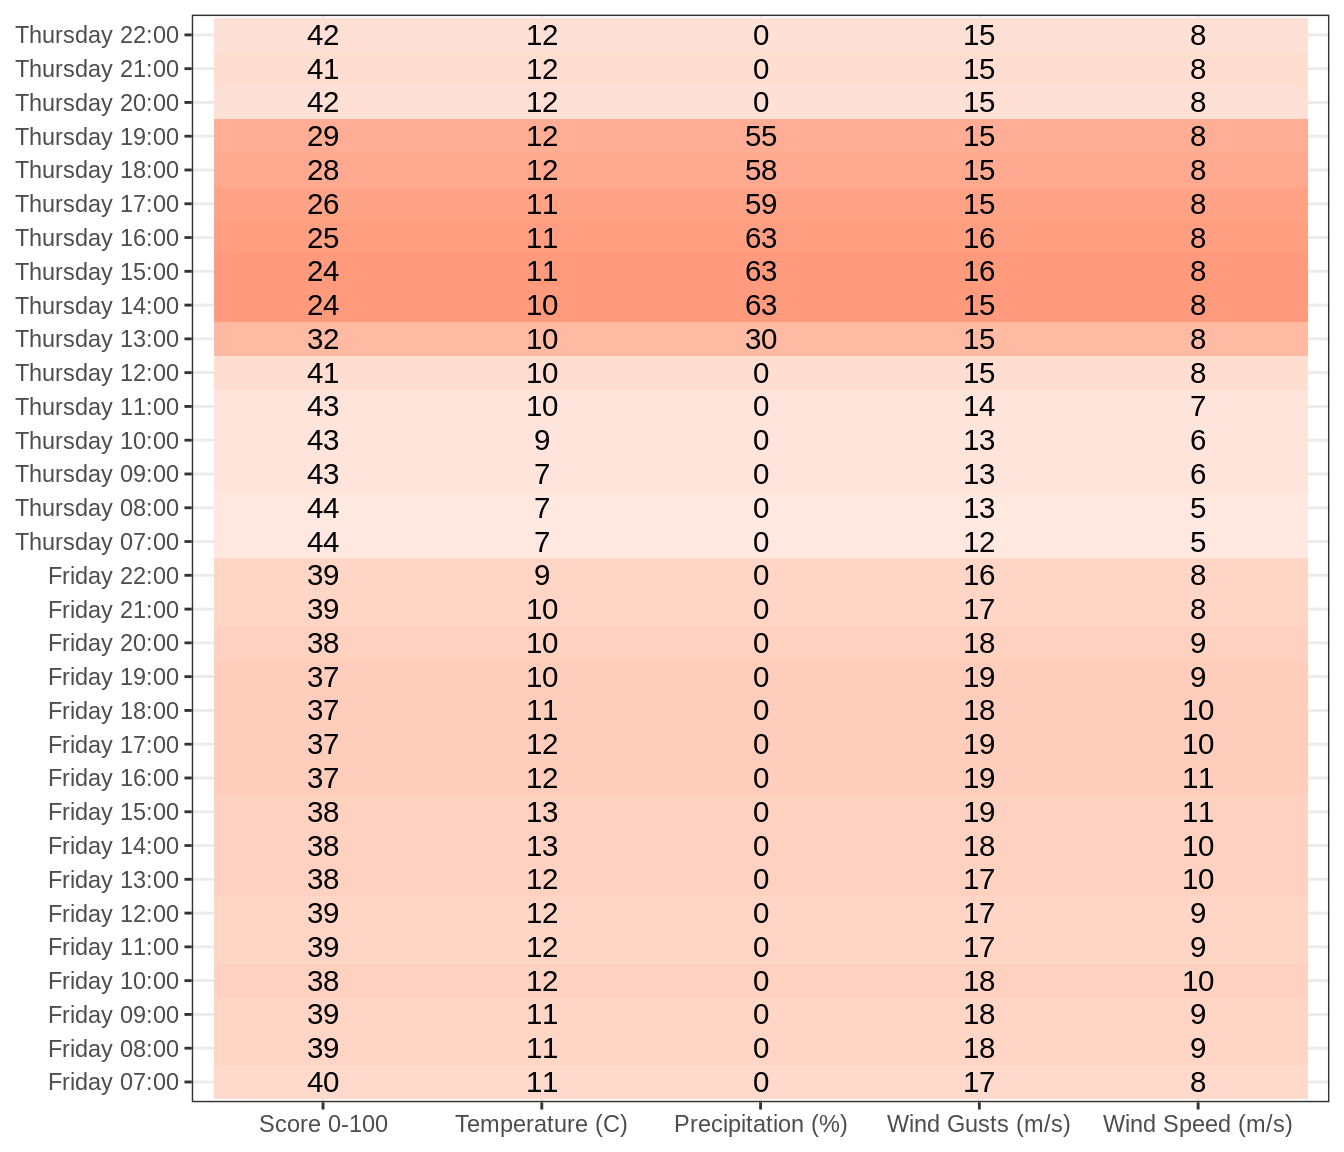 Thursday 22:00 42 12 0 15 8
Thursday 21:00 41 12 0 15 8
Thursday 20:00 42 12 0 15 8
Thursday 19:00 29 12 55 15 8
Thursday 18:00 28 12 58 15 8
Thursday 17:00 26 11 59 15 8
Thursday 16:00 25 11 63 16 8
Thursday 15:00 24 11 63 16 8
Thursday 14:00 24 10 63 15 8
Thursday 13:00 32 10 30 15 8
Thursday 12:00 41 10 0 15 8
Thursday 11:00 43 10 0 14 7
Thursday 10:00 43 9 0 13 6
Thursday 09:00 43 7 0 13 6
Thursday 08:00 44 7 0 13 5
Thursday 07:00 44 7 0 12 5
Friday 22:00 39 9 0 16 8
Friday 21:00 39 10 0 17 8
Friday 20:00 38 10 0 18 9
Friday 19:00 37 10 0 19 9
Friday 18:00 37 11 0 18 10
Friday 17:00 37 12 0 19 10
Friday 16:00 37 12 0 19 11
Friday 15:00 38 13 0 19 11
Friday 14:00 38 13 0 18 10
Friday 13:00 38 12 0 17 10
Friday 12:00 39 12 0 17 9
Friday 11:00 39 12 0 17 9
Friday 10:00 38 12 0 18 10
Friday 09:00 39 11 0 18 9
Friday 08:00 39 11 0 18 9
Friday 07:00 40 11 0 17 8
Score 0-100 Temperature (C) Precipitation (%) Wind Gusts (m/s) Wind Speed (m/s)